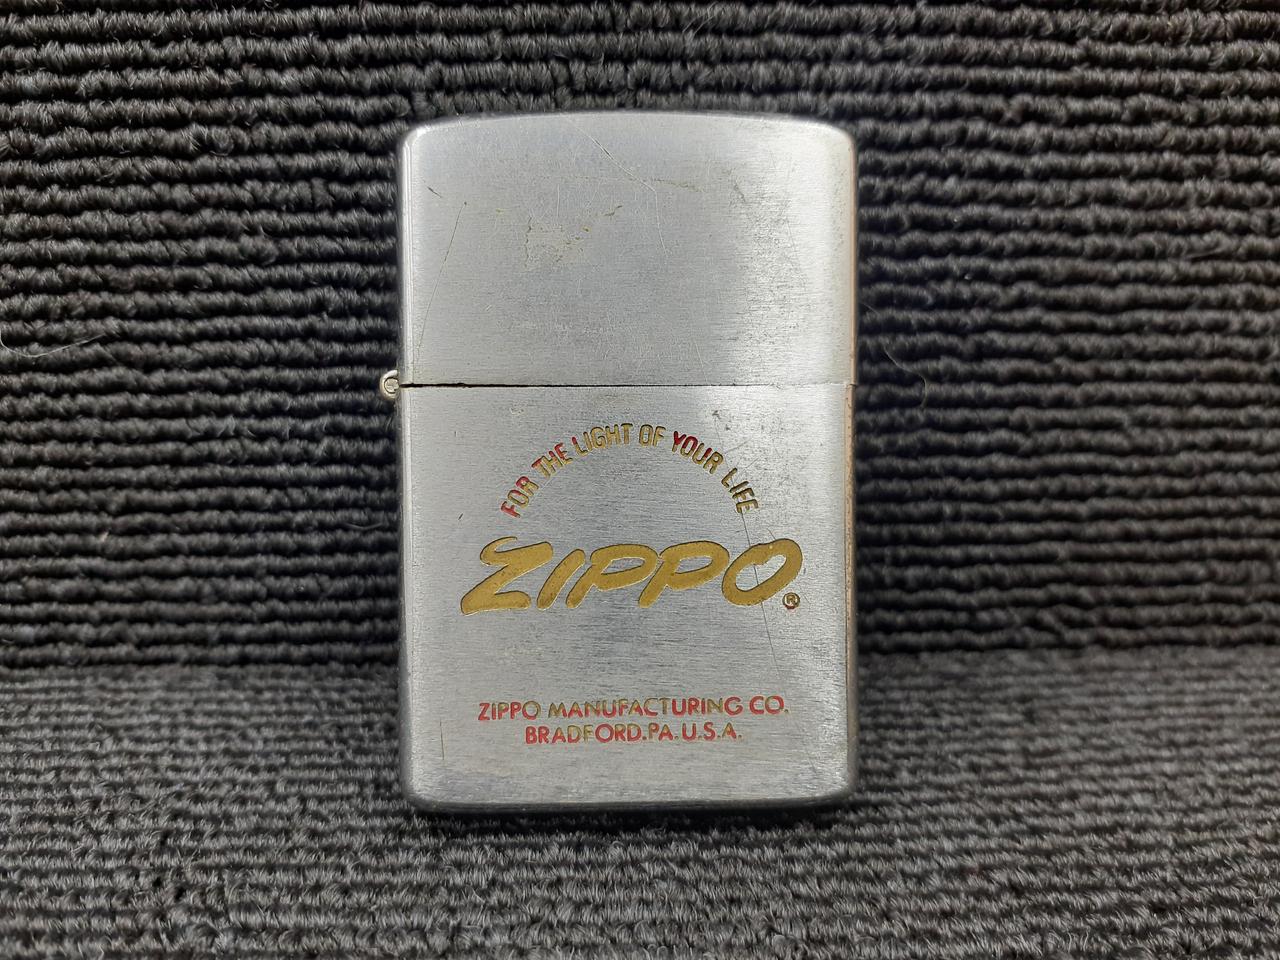 FOR THE LIGHT OF YOUR LIFE
ZIPPO®
ZIPPO MANUFACTURING CO.
BRADFORD.PA.U.S.A.